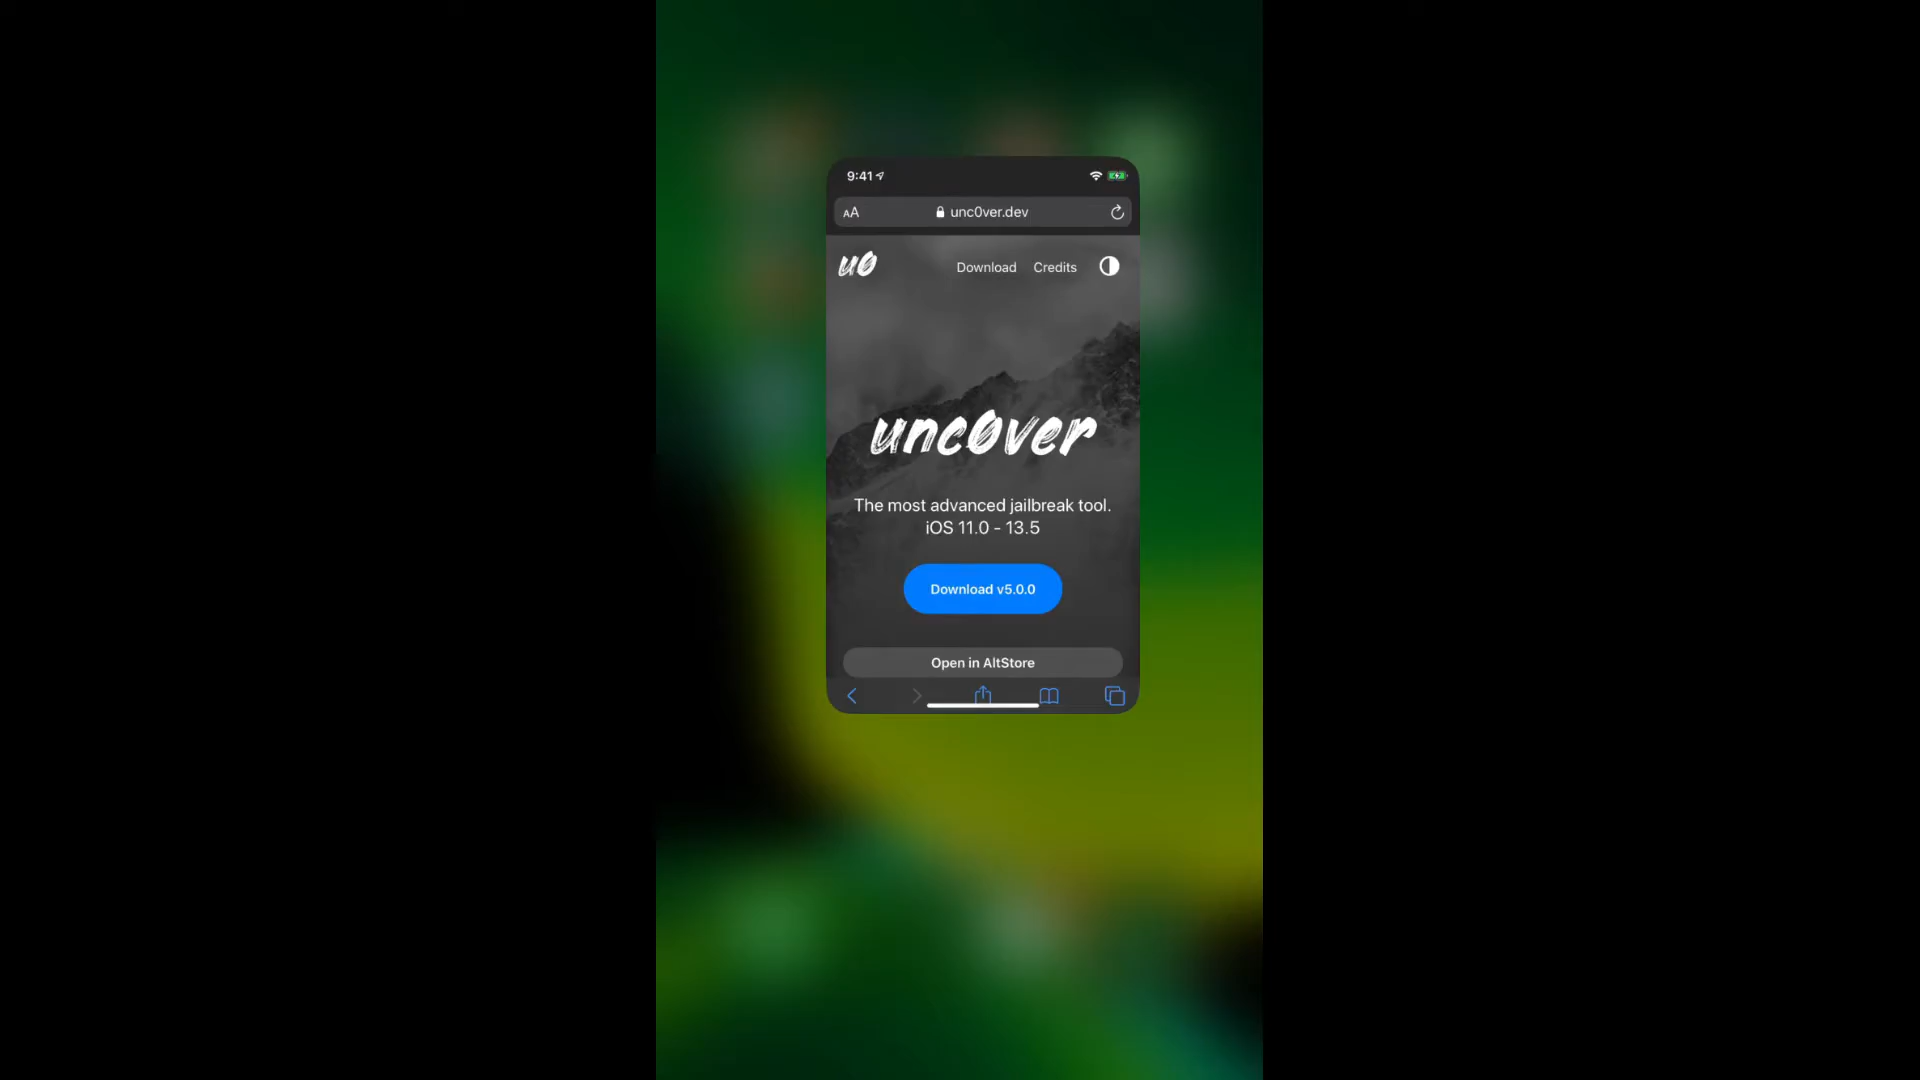 9:41
AA unc0ver.dev
u0 Download Credits
unc0ver
The most advanced jailbreak tool.
iOS 11.0 - 13.5
Download v5.0.0
Open in AltStore